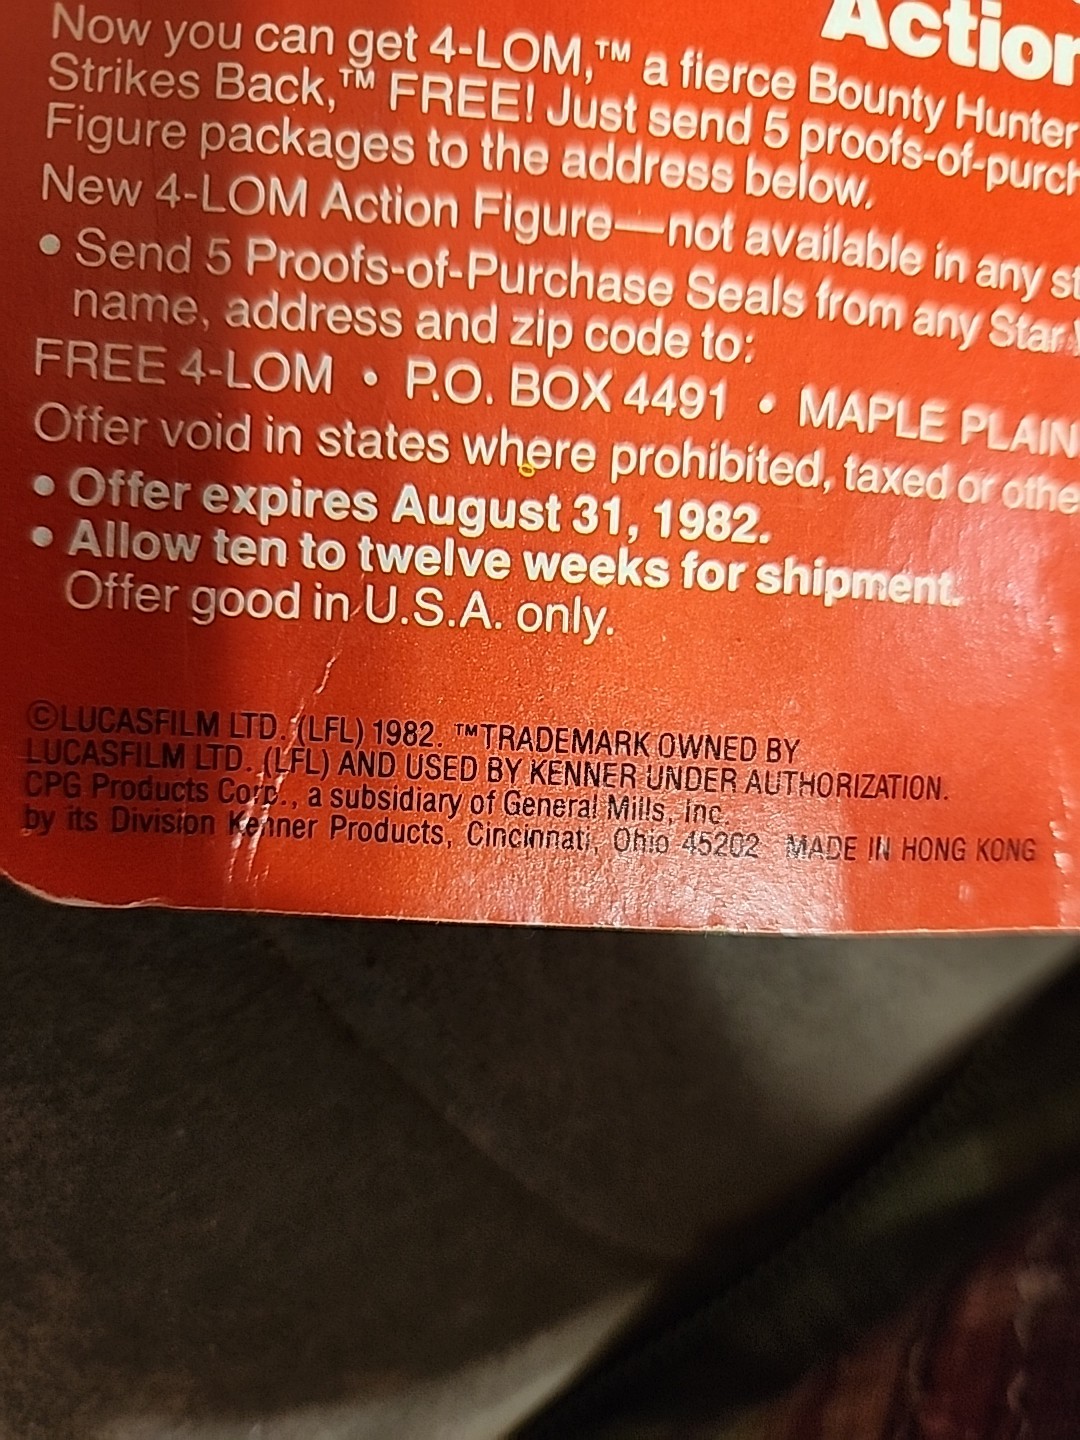 Action
Now you can get 4-LOM,™ a fierce Bounty Hunter
Strikes Back,™ FREE! Just send 5 proofs-of-purch
Figure packages to the address below.
New 4-LOM Action Figure—not available in any st
• Send 5 Proofs-of-Purchase Seals from any Star
name, address and zip code to:
FREE 4-LOM • P.O. BOX 4491 • MAPLE PLAIN
Offer void in states where prohibited, taxed or othe
• Offer expires August 31, 1982.
• Allow ten to twelve weeks for shipment.
Offer good in U.S.A. only.
©LUCASFILM LTD. (LFL) 1982. ™TRADEMARK OWNED BY
LUCASFILM LTD. (LFL) AND USED BY KENNER UNDER AUTHORIZATION.
CPG Products Corp., a subsidiary of General Mills, Inc.
by its Division Kenner Products, Cincinnati, Ohio 45202 MADE IN HONG KONG